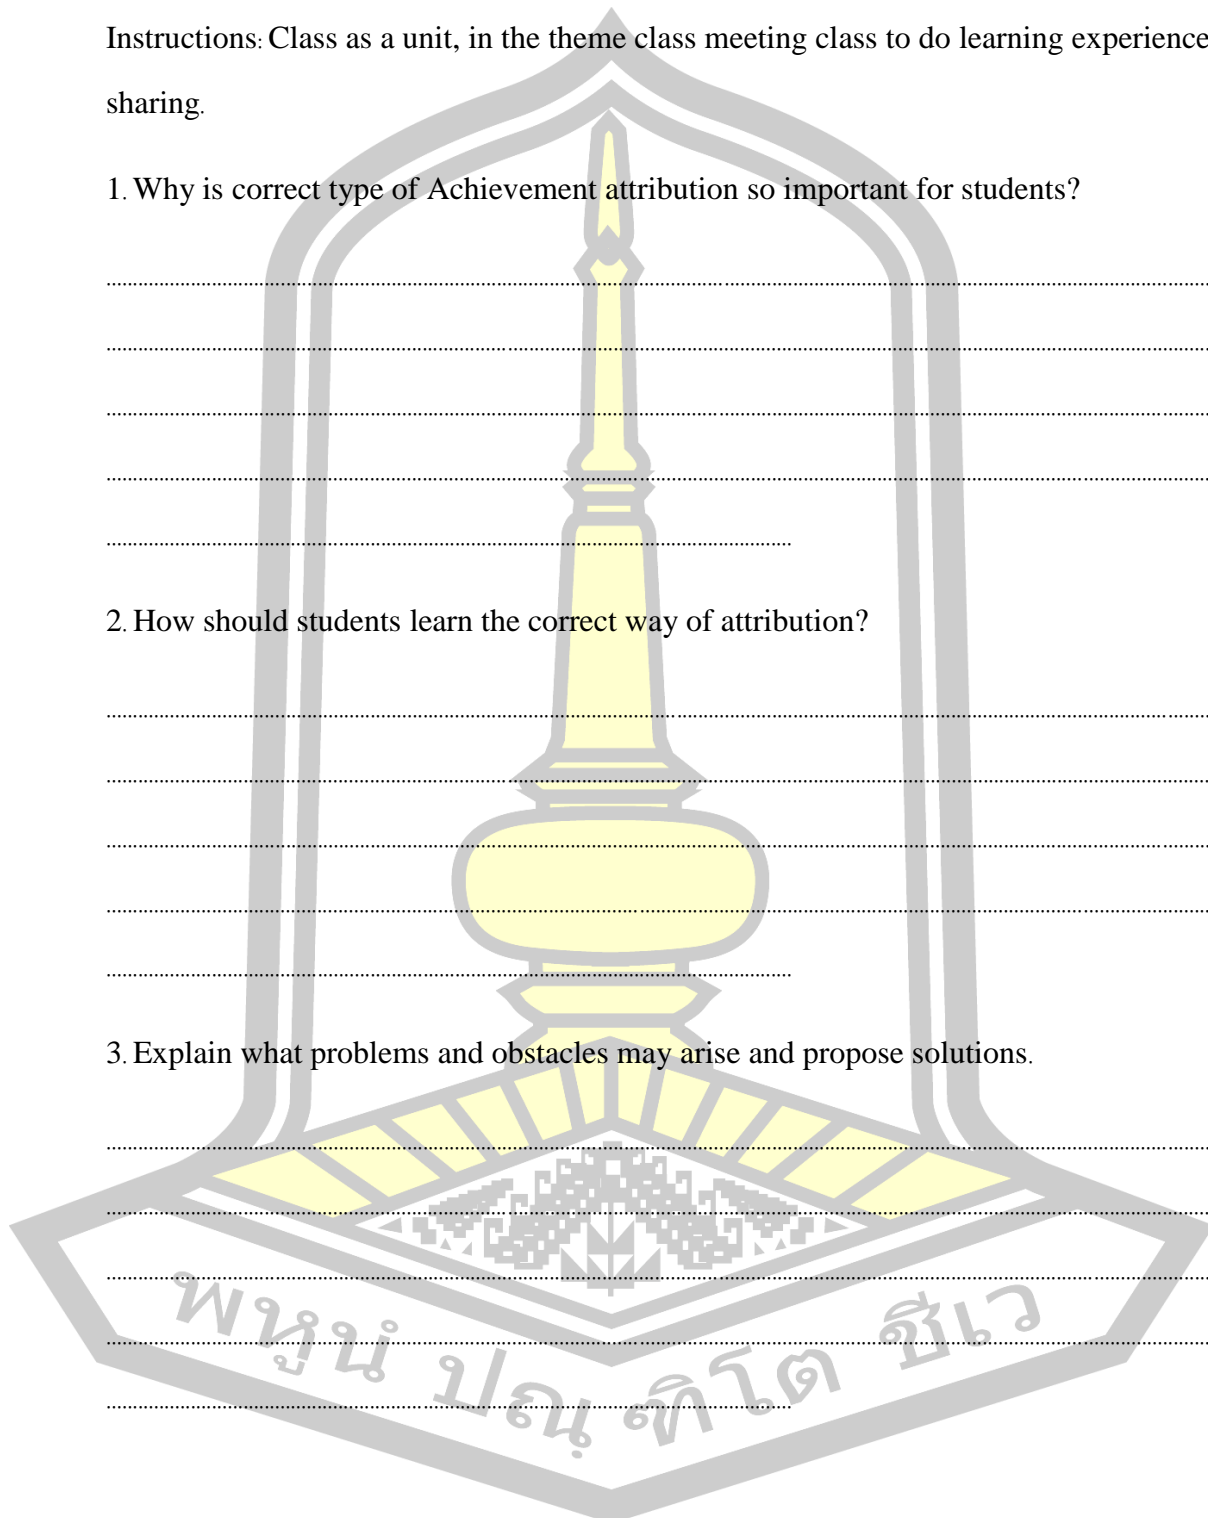 Instructions: Class as a unit, in the theme class meeting class to do learning experience
sharing.
1. Why is correct type of Achievement attribution so important for students?
2. How should students learn the correct way of attribution?
3. Explain what problems and obstacles may arise and propose solutions.
พหูนํ ปณฺฑิโต ชีเว